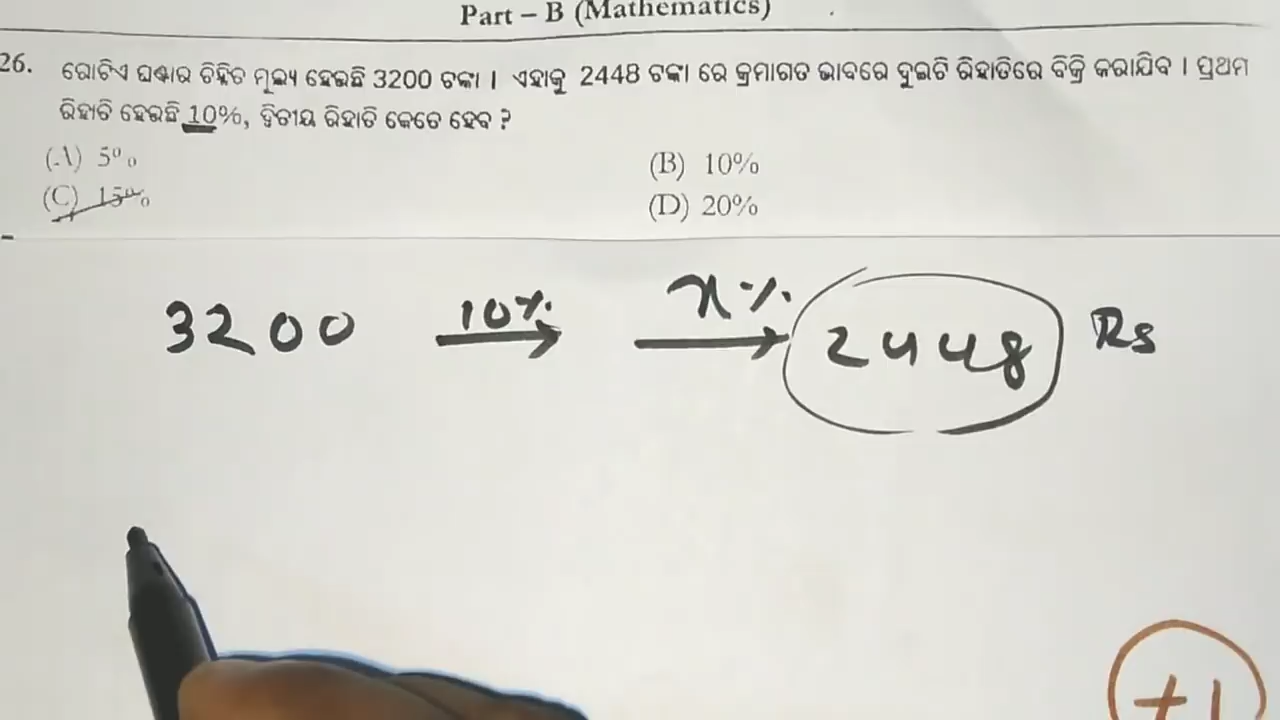 Part – B (Mathematics)
26. ଗୋଟିଏ ଘଣ୍ଟାର ଚିହ୍ନିତ ମୂଲ୍ୟ ହେଉଛି 3200 ଟଙ୍କା । ଏହାକୁ 2448 ଟଙ୍କା ରେ କ୍ରମାଗତ ଭାବରେ ଦୁଇଟି ରିହାତିରେ ବିକ୍ରି କରାଯିବ । ପ୍ରଥମ
ରିହାତି ହେଉଛି 10%, ଦ୍ୱିତୀୟ ରିହାତି କେତେ ହେବ ?
(A) 5% (B) 10%
(C) 15% (D) 20%
3200 10% x% 2448 Rs
+1